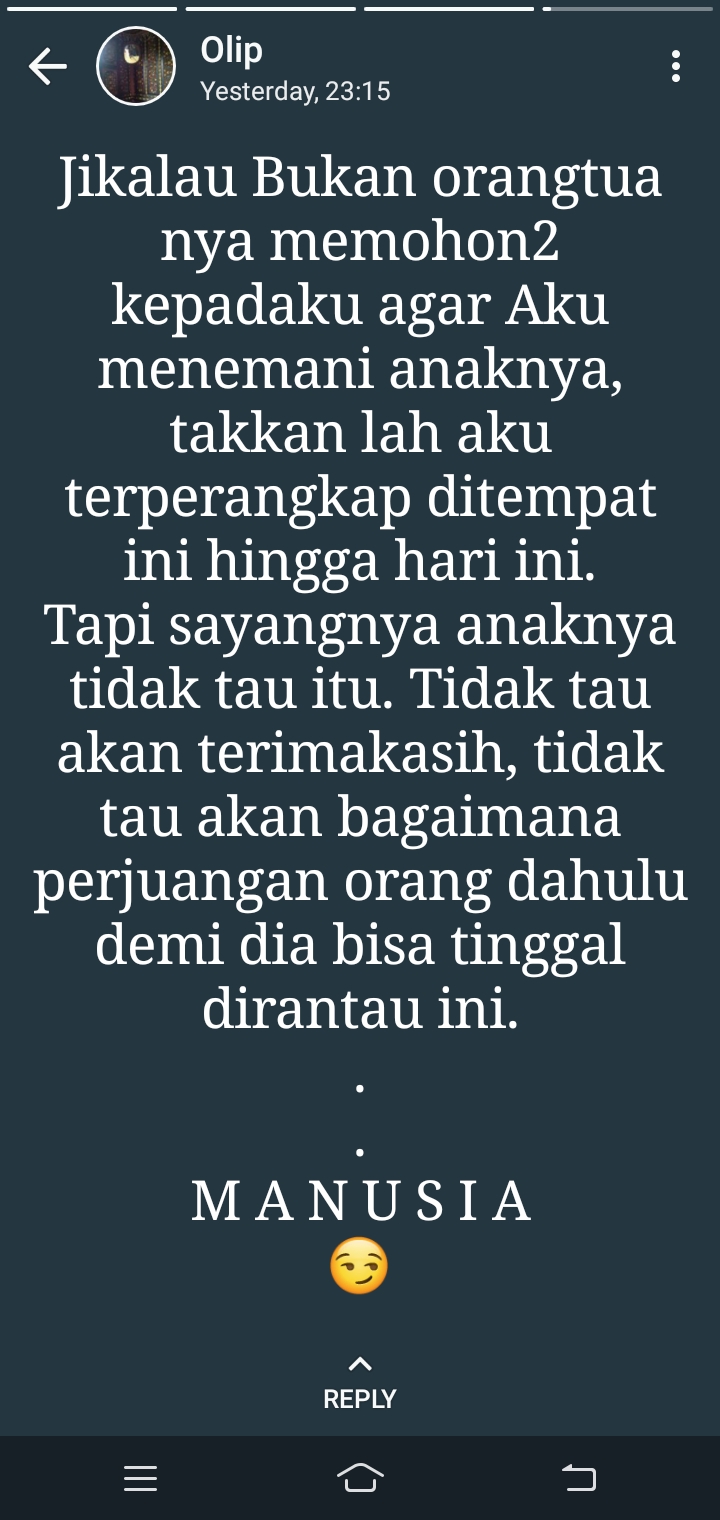 Olip
Yesterday, 23:15
Jikalau Bukan orangtua
nya memohon2
kepadaku agar Aku
menemani anaknya,
takkan lah aku
terperangkap ditempat
ini hingga hari ini.
Tapi sayangnya anaknya
tidak tau itu. Tidak tau
akan terimakasih, tidak
tau akan bagaimana
perjuangan orang dahulu
demi dia bisa tinggal
dirantau ini.
.
.
M A N U S I A
😏
REPLY